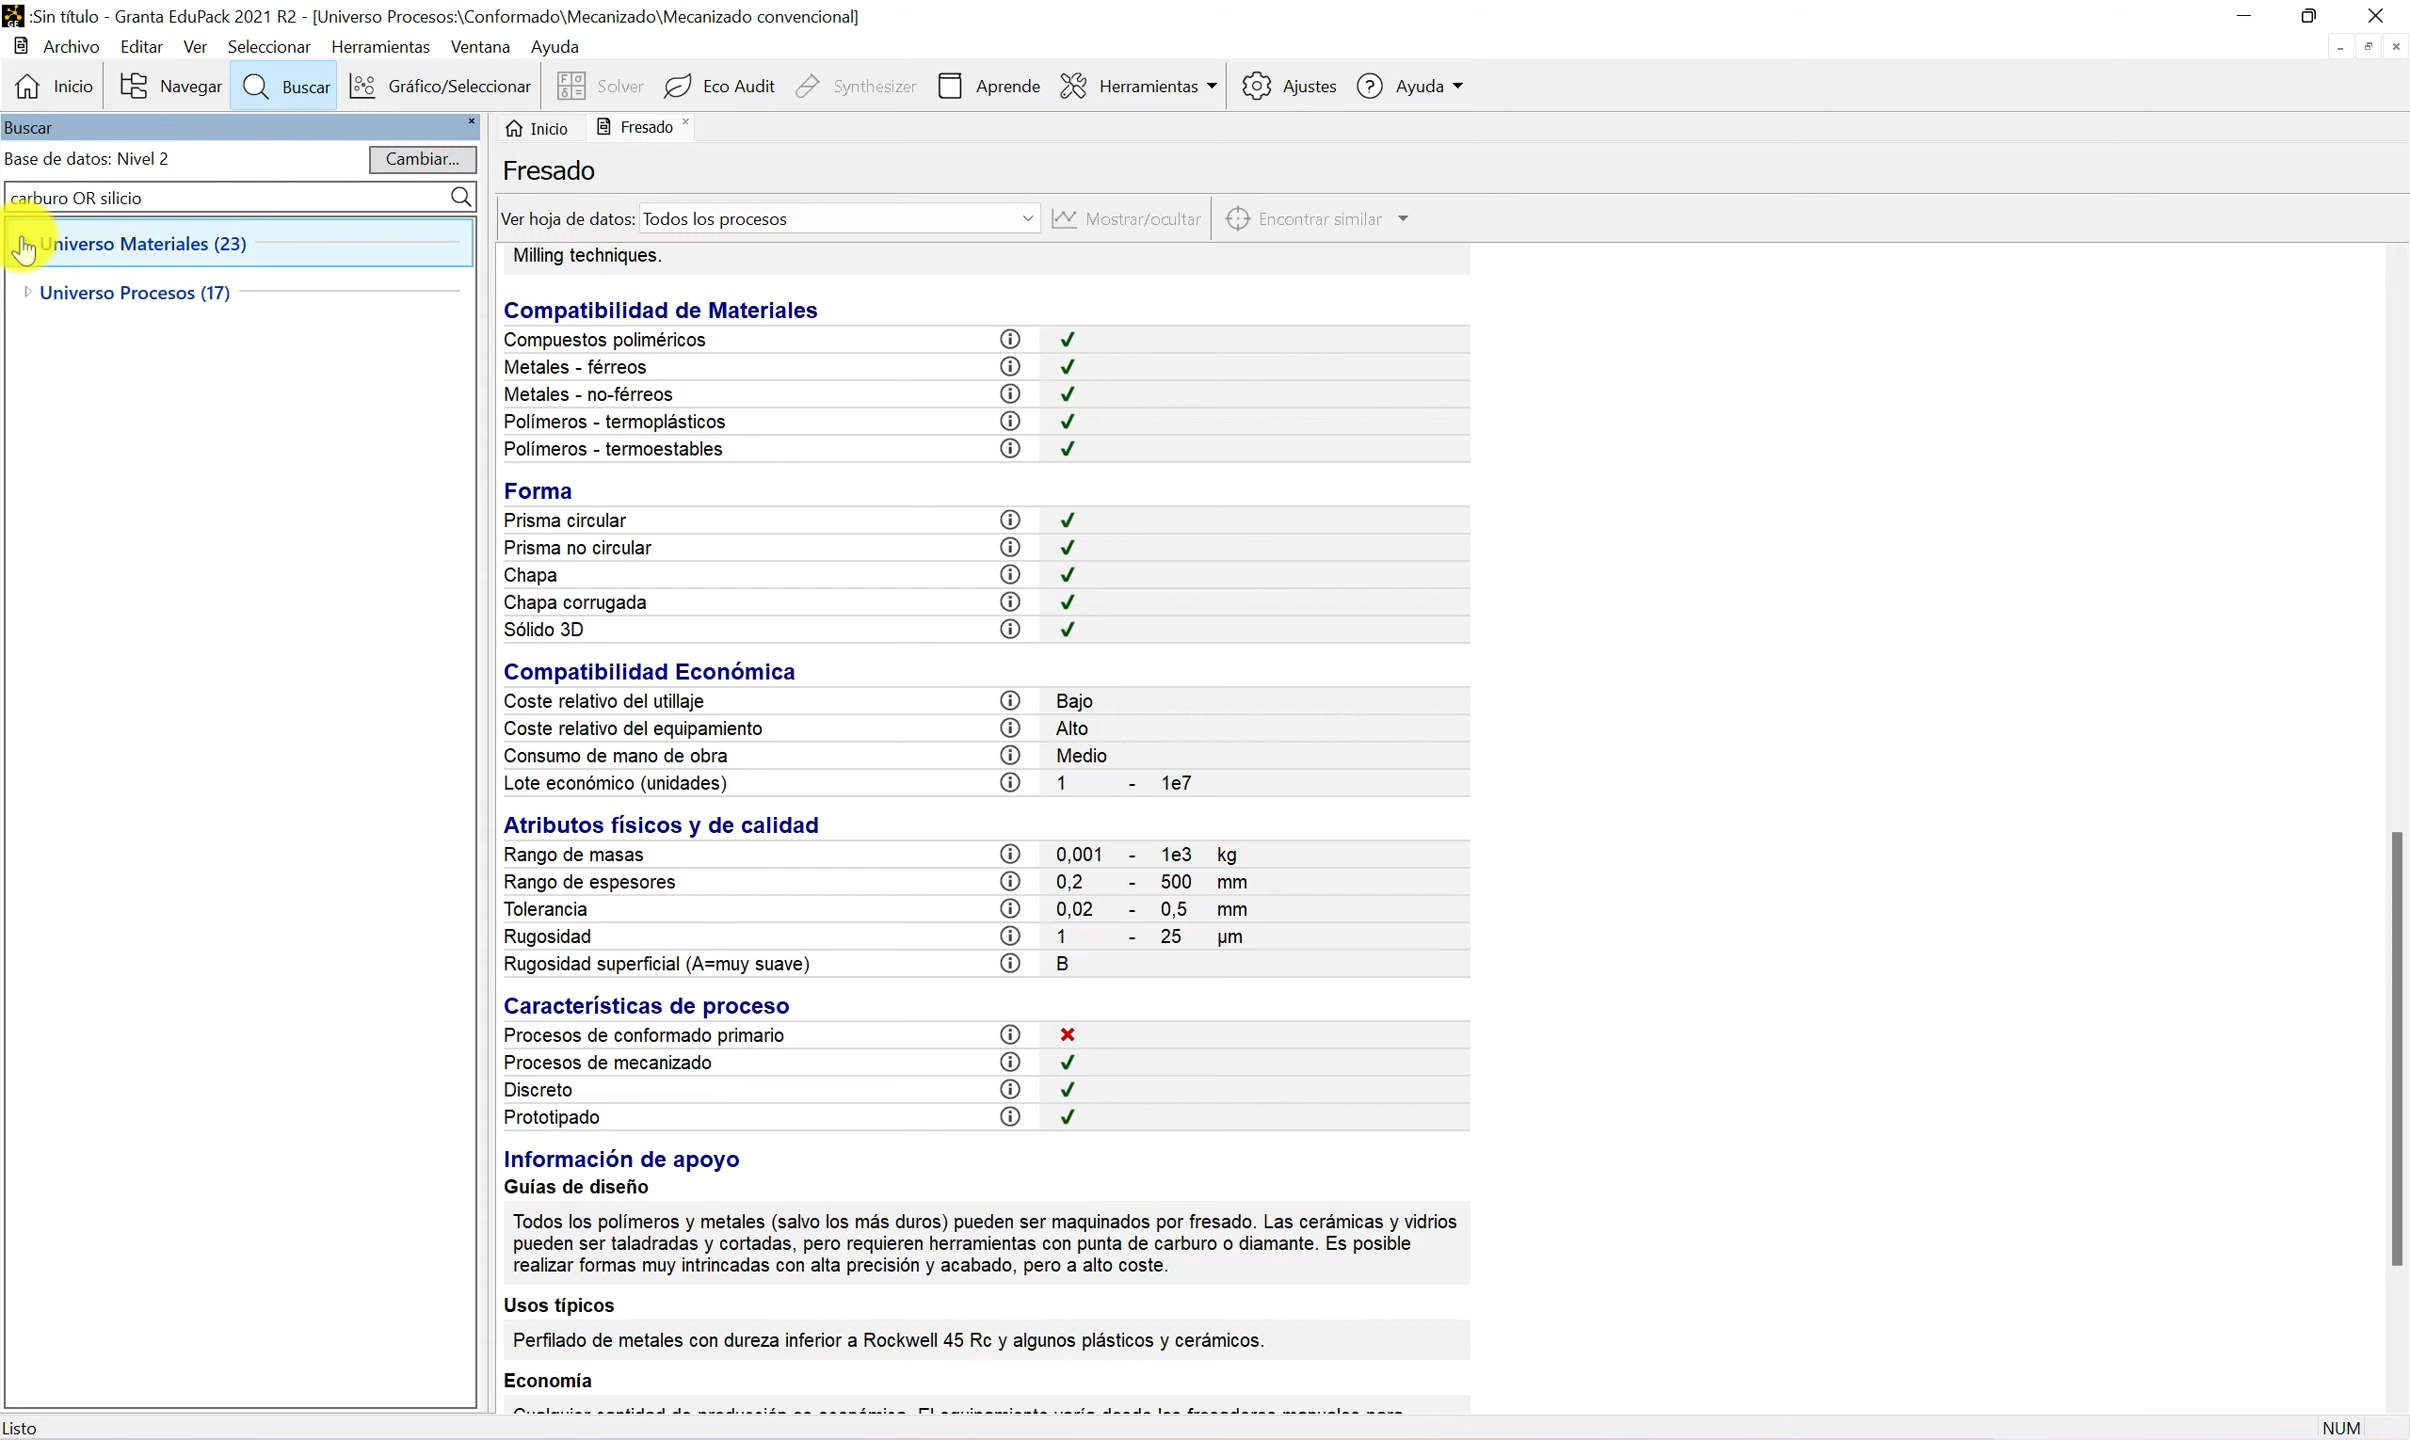 :Sin título - Granta EduPack 2021 R2 - [Universo Procesos:\Conformado\Mecanizado\Mecanizado convencional]
Archivo Editar Ver Seleccionar Herramientas Ventana Ayuda
Inicio Navegar Buscar Gráfico/Seleccionar Solver Eco Audit Synthesizer Aprende Herramientas Ajustes Ayuda
Buscar
Base de datos: Nivel 2 Cambiar...
carburo OR silicio
Universo Materiales (23)
Universo Procesos (17)
Inicio Fresado
Fresado
Ver hoja de datos: Todos los procesos Mostrar/ocultar Encontrar similar
Milling techniques.
Compatibilidad de Materiales
Compuestos poliméricos
Metales - férreos
Metales - no-férreos
Polímeros - termoplásticos
Polímeros - termoestables
Forma
Prisma circular
Prisma no circular
Chapa
Chapa corrugada
Sólido 3D
Compatibilidad Económica
Coste relativo del utillaje Bajo
Coste relativo del equipamiento Alto
Consumo de mano de obra Medio
Lote económico (unidades) 1 - 1e7
Atributos físicos y de calidad
Rango de masas 0,001 - 1e3 kg
Rango de espesores 0,2 - 500 mm
Tolerancia 0,02 - 0,5 mm
Rugosidad 1 - 25 µm
Rugosidad superficial (A=muy suave) B
Características de proceso
Procesos de conformado primario
Procesos de mecanizado
Discreto
Prototipado
Información de apoyo
Guías de diseño
Todos los polímeros y metales (salvo los más duros) pueden ser maquinados por fresado. Las cerámicas y vidrios
pueden ser taladradas y cortadas, pero requieren herramientas con punta de carburo o diamante. Es posible
realizar formas muy intrincadas con alta precisión y acabado, pero a alto coste.
Usos típicos
Perfilado de metales con dureza inferior a Rockwell 45 Rc y algunos plásticos y cerámicos.
Economía
Listo NUM